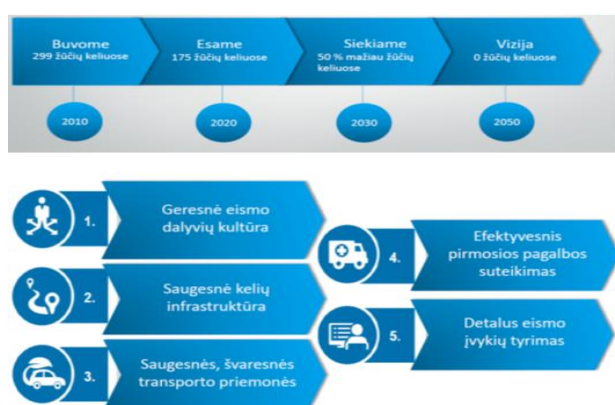 Buvome
299 žūčių keliuose
Esame
175 žūčių keliuose
Siekiame
50 % mažiau žūčių
keliuose
Vizija
0 žūčių keliuose
2010
2020
2030
2050
1.
Geresnė eismo
dalyvių kultūra
2.
Saugesnė kelių
infrastruktūra
3.
Saugesnės, švaresnės
transporto priemonės
4.
Efektyvesnis
pirmosios pagalbos
suteikimas
5.
Detalus eismo
įvykių tyrimas